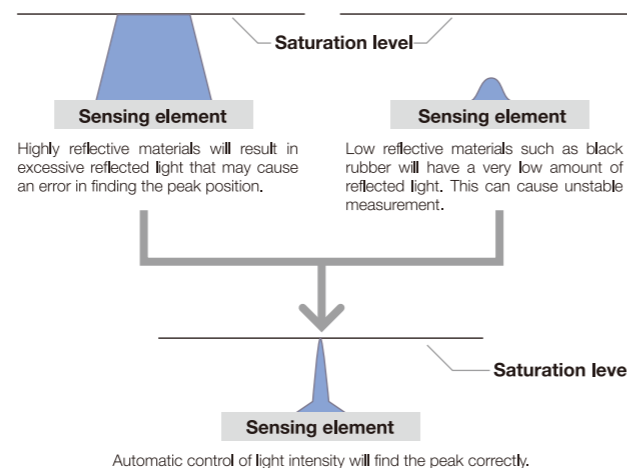 Saturation level
Sensing element
Highly reflective materials will result in
excessive reflected light that may cause
an error in finding the peak position.
Sensing element
Low reflective materials such as black
rubber will have a very low amount of
reflected light. This can cause unstable
measurement.
Saturation leve
Sensing element
Automatic control of light intensity will find the peak correctly.